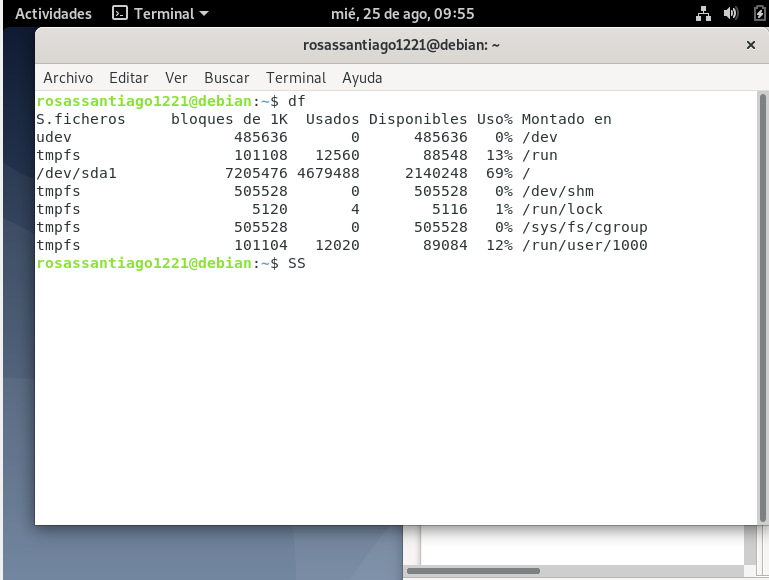 Actividades Terminal mié, 25 de ago, 09:55
rosassantiago1221@debian: ~ ×
Archivo Editar Ver Buscar Terminal Ayuda
rosassantiago1221@debian:~$ df
S.ficheros     bloques de 1K  Usados Disponibles Uso% Montado en
udev                  485636       0      485636   0% /dev
tmpfs                 101108   12560       88548  13% /run
/dev/sda1            7205476 4679488     2140248  69% /
tmpfs                 505528       0      505528   0% /dev/shm
tmpfs                   5120       4        5116   1% /run/lock
tmpfs                 505528       0      505528   0% /sys/fs/cgroup
tmpfs                 101104   12020       89084  12% /run/user/1000
rosassantiago1221@debian:~$ SS